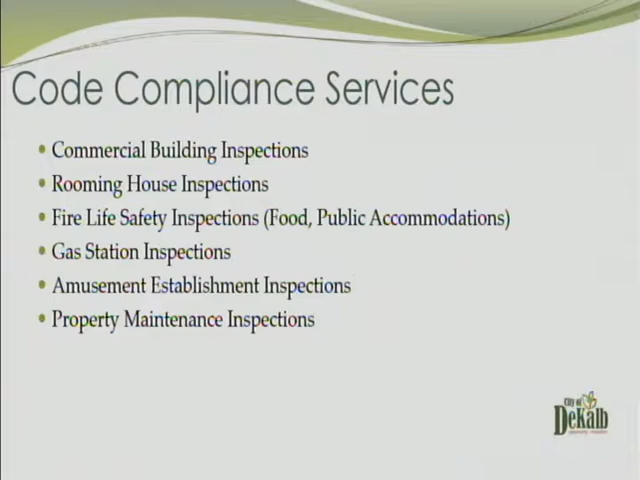 Code Compliance Services
Commercial Building Inspections
Rooming House Inspections
Fire Life Safety Inspections (Food, Public Accommodations)
Gas Station Inspections
Amusement Establishment Inspections
Property Maintenance Inspections
City of
DeKalb